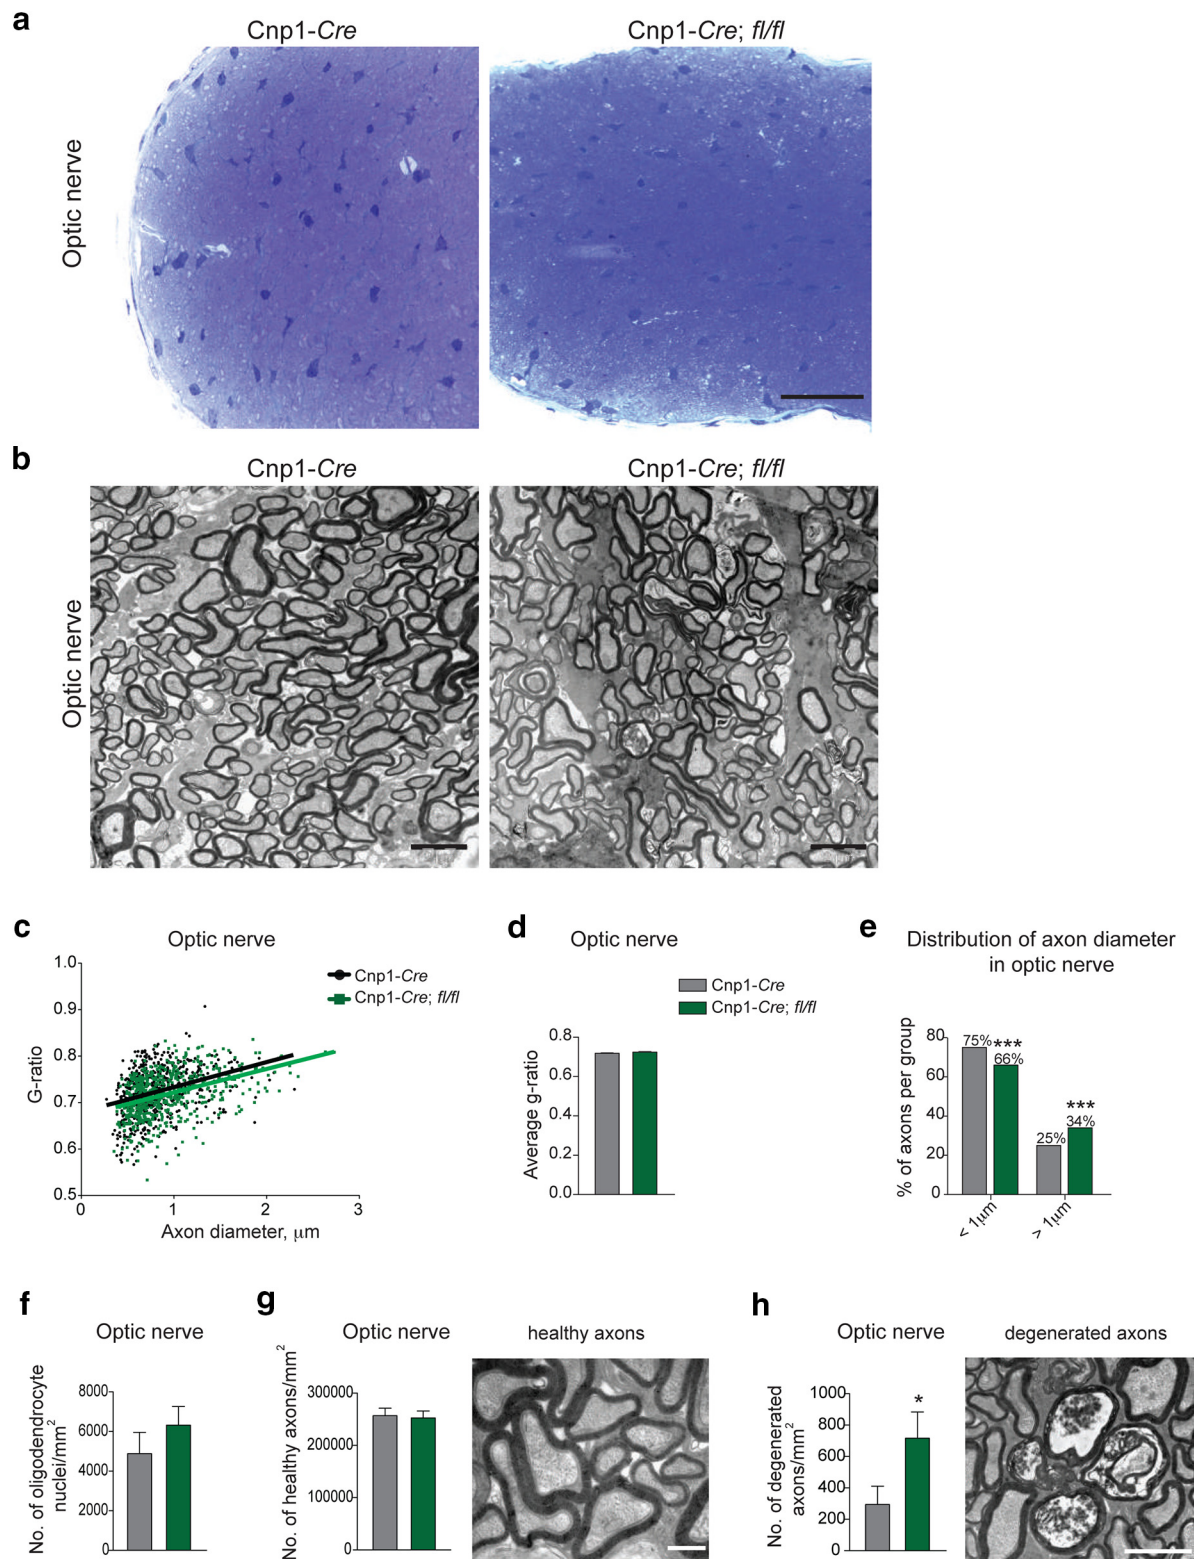 a
Cnp1-Cre
Cnp1-Cre; fl/fl
Optic nerve
b
Cnp1-Cre
Cnp1-Cre; fl/fl
Optic nerve
c
Optic nerve
G-ratio
1.0
0.9
0.8
0.7
0.6
0.5
0
1
2
3
Axon diameter, μm
Cnp1-Cre
Cnp1-Cre; fl/fl
d
Optic nerve
Cnp1-Cre
Cnp1-Cre; fl/fl
Average g-ratio
0.8
0.6
0.4
0.2
0.0
e
Distribution of axon diameter
in optic nerve
% of axons per group
80
60
40
20
0
75%
***
66%
25%
***
34%
< 1μm
> 1μm
f
Optic nerve
No. of oligodendrocyte
nuclei/mm²
8000
6000
4000
2000
0
g
Optic nerve
No. of healthy axons/mm²
300000
200000
100000
0
healthy axons
h
Optic nerve
No. of degenerated
axons/mm²
1000
800
600
400
200
0
*
degenerated axons